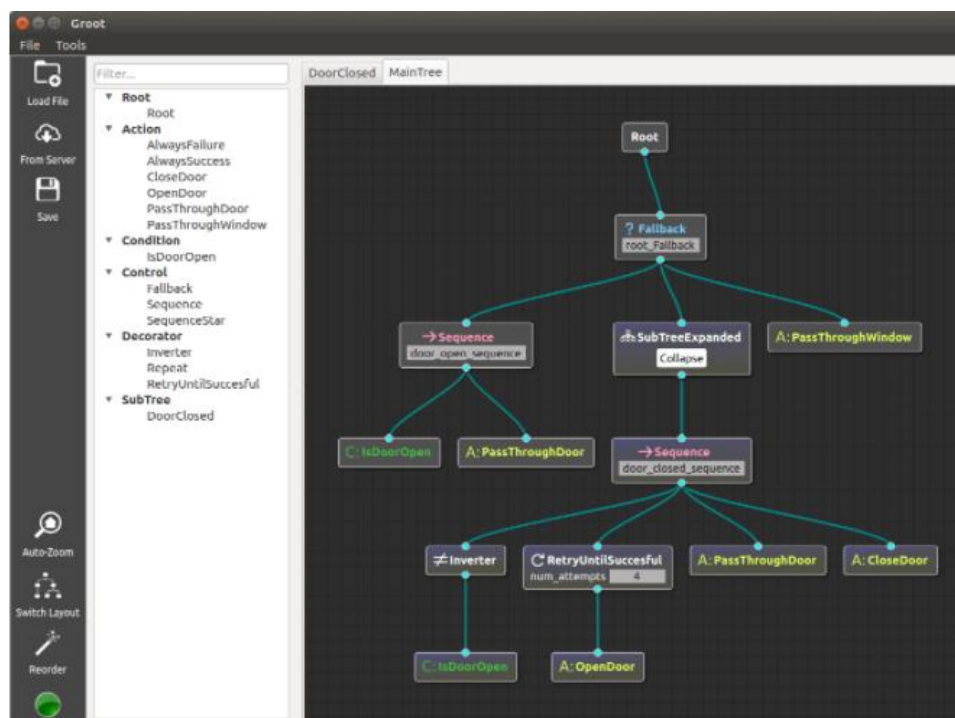 Groot
File Tools
Load File
From Server
Save
Auto-Zoom
Switch Layout
Reorder
Filter...
Root
Root
Action
AlwaysFailure
AlwaysSuccess
CloseDoor
OpenDoor
PassThroughDoor
PassThroughWindow
Condition
IsDoorOpen
Control
Fallback
Sequence
SequenceStar
Decorator
Inverter
Repeat
RetryUntilSuccesful
SubTree
DoorClosed
DoorClosed MainTree
Root
? Fallback
root_Fallback
→ Sequence
door_open_sequence
SubTreeExpanded
Collapse
A: PassThroughWindow
C: IsDoorOpen
A: PassThroughDoor
→ Sequence
door_closed_sequence
≠ Inverter
RetryUntilSuccesful
num_attempts 4
A: PassThroughDoor
A: CloseDoor
C: IsDoorOpen
A: OpenDoor